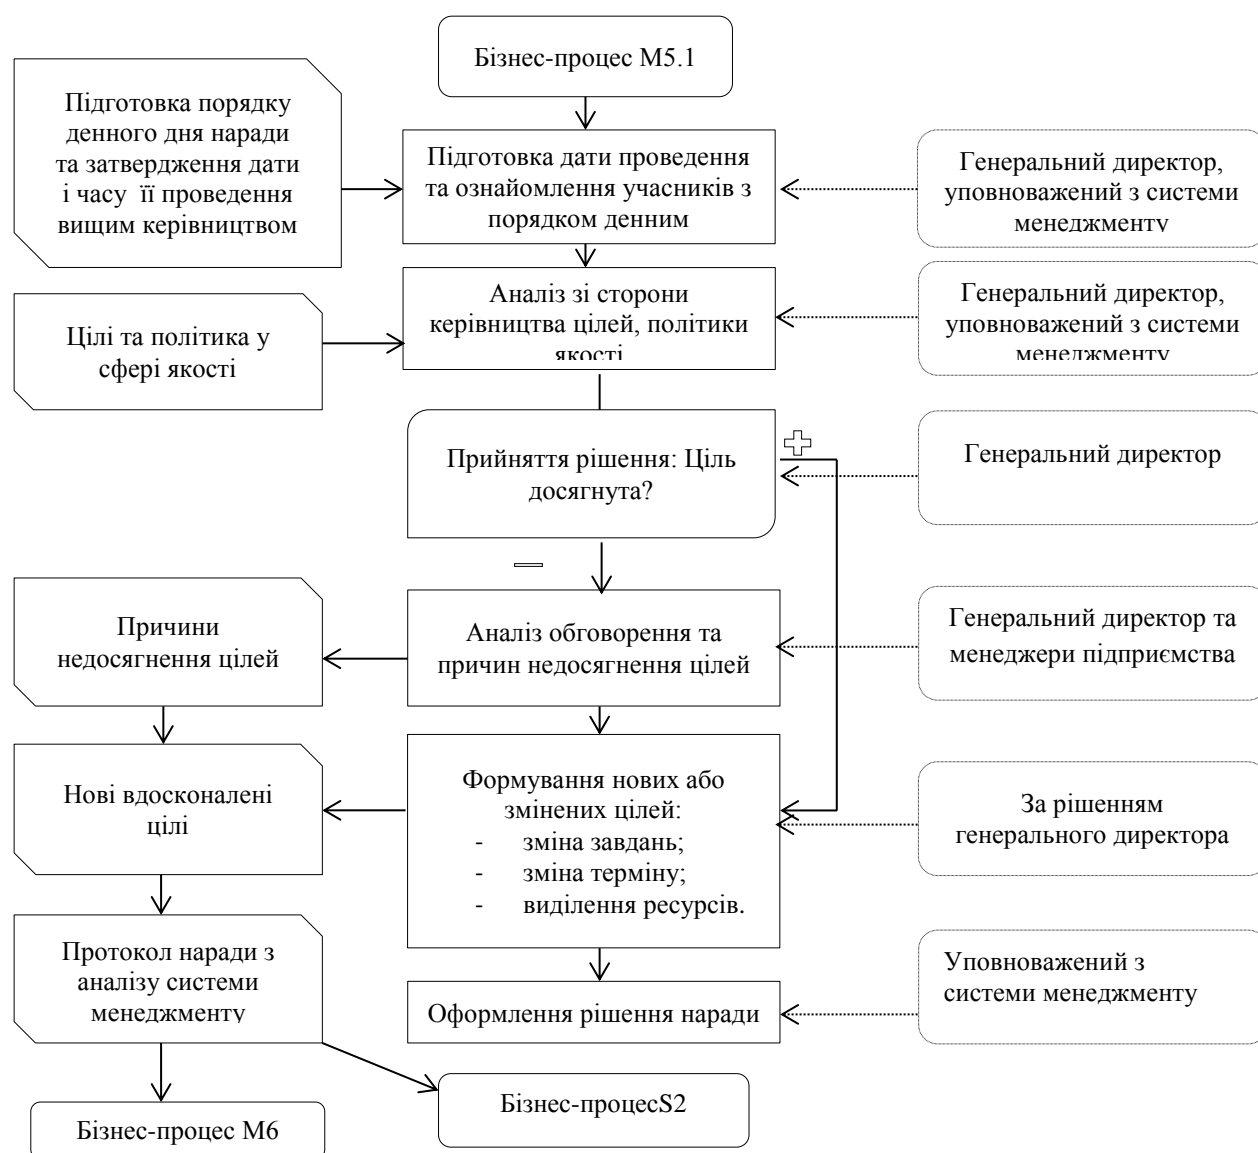 Бізнес-процес М5.1
Підготовка порядку
денного дня наради
та затвердження дати
і часу її проведення
вищим керівництвом
Підготовка дати проведення
та ознайомлення учасників з
порядком денним
Генеральний директор,
уповноважений з системи
менеджменту
Цілі та політика у
сфері якості
Аналіз зі сторони
керівництва цілей, політики
якості
Генеральний директор,
уповноважений з системи
менеджменту
Прийняття рішення: Ціль
досягнута?
Генеральний директор
Причини
недосягнення цілей
Аналіз обговорення та
причин недосягнення цілей
Генеральний директор та
менеджери підприємства
Нові вдосконалені
цілі
Формування нових або
змінених цілей:
- зміна завдань;
- зміна терміну;
- виділення ресурсів.
За рішенням
генерального директора
Протокол наради з
аналізу системи
менеджменту
Оформлення рішення наради
Уповноважений з
системи менеджменту
Бізнес-процес М6
Бізнес-процесS2